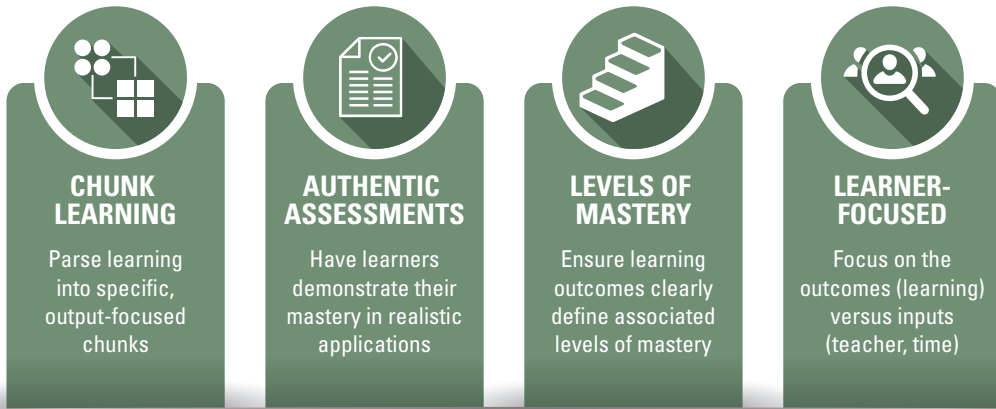 CHUNK
LEARNING
Parse learning
into specific,
output-focused
chunks
AUTHENTIC
ASSESSMENTS
Have learners
demonstrate their
mastery in realistic
applications
LEVELS OF
MASTERY
Ensure learning
outcomes clearly
define associated
levels of mastery
LEARNER-
FOCUSED
Focus on the
outcomes (learning)
versus inputs
(teacher, time)